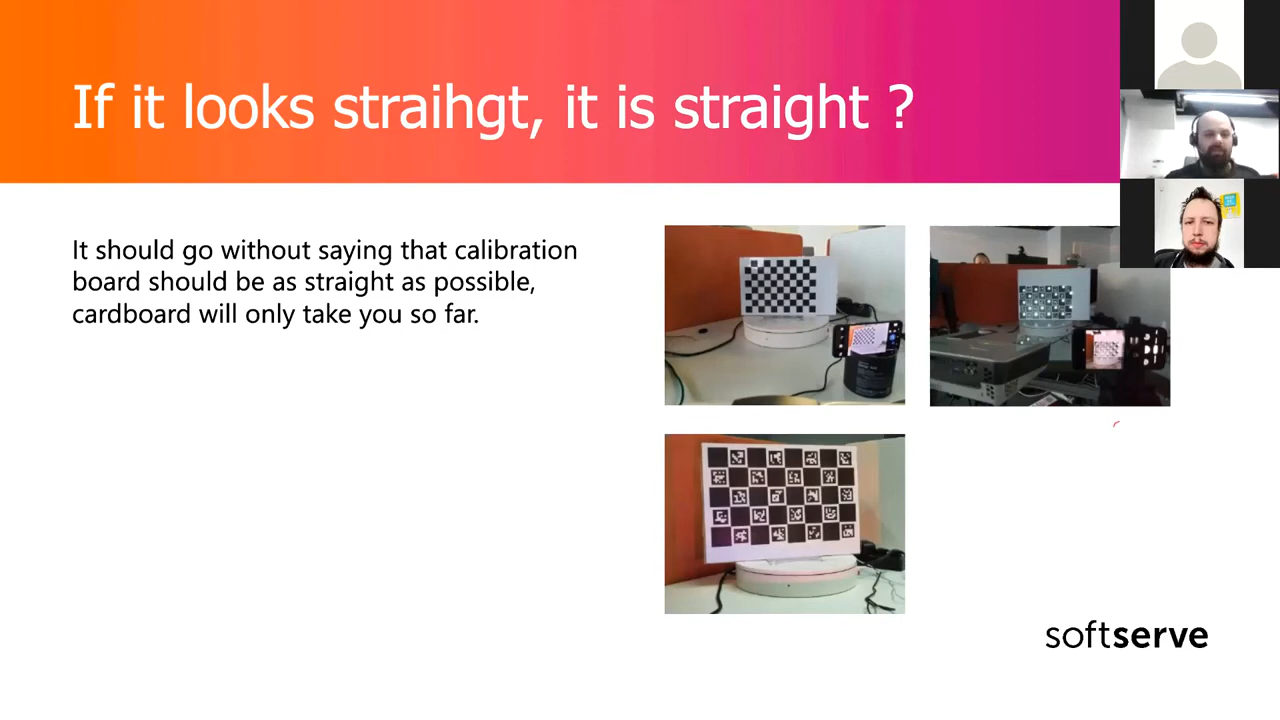 If it looks straihgt, it is straight ?
It should go without saying that calibration
board should be as straight as possible,
cardboard will only take you so far.
softserve